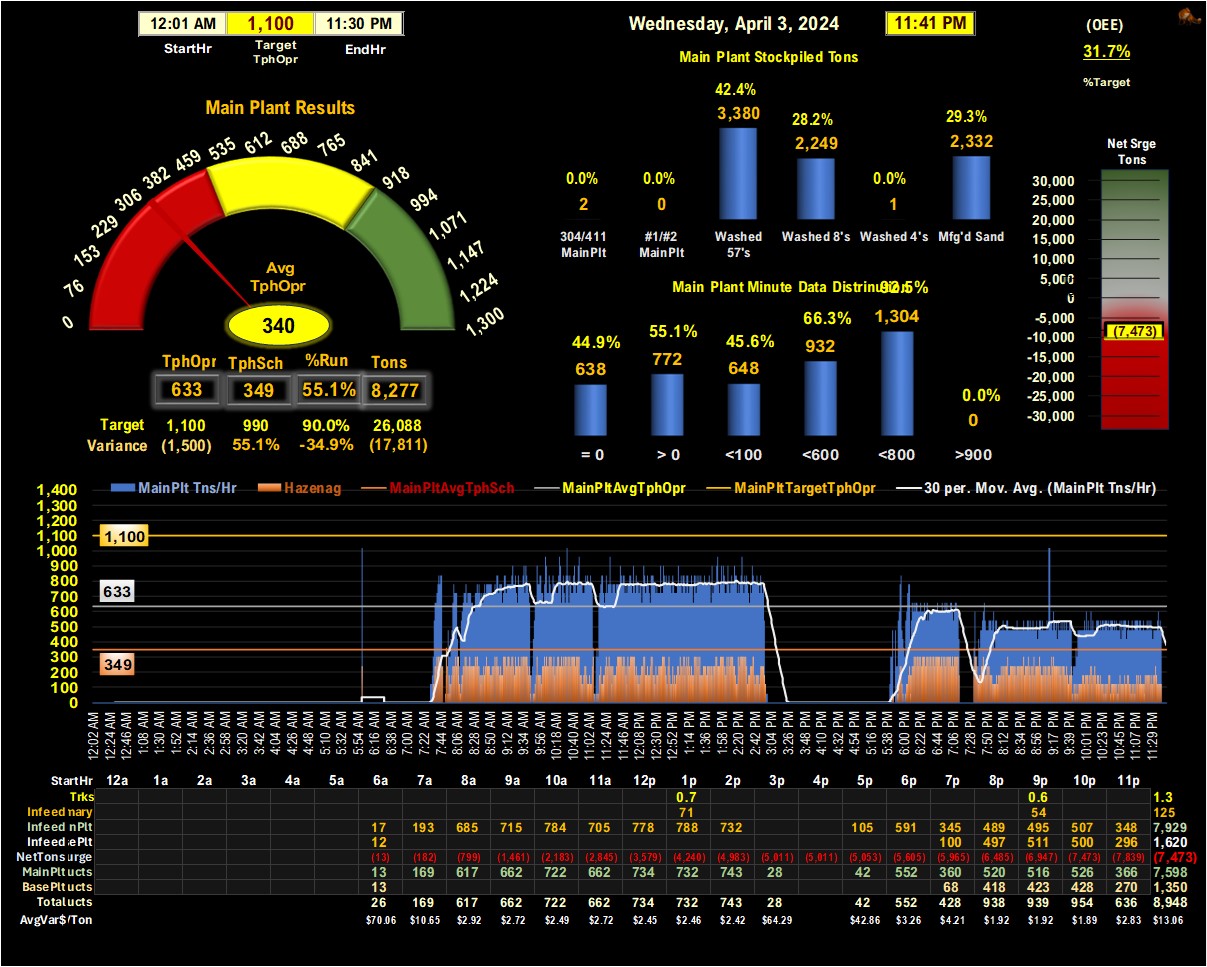 12:01 AM 1,100 11:30 PM
StartHr Target TphOpr EndHr
Wednesday, April 3, 2024 11:41 PM
(OEE)
31.7%
%Target
Main Plant Stockpiled Tons
42.4% 28.2% 29.3%
3,380 2,249 2,332
0.0% 0.0% 0.0%
2 0 1
304/411 MainPlt #1/#2 MainPlt Washed 57's Washed 8's Washed 4's Mfg'd Sand
Main Plant Results
0 76 153 229 306 382 459 535 612 688 765 841 918 994 1,071 1,147 1,224 1,300
Avg
TphOpr
340
TphOpr TphSch %Run Tons
633 349 55.1% 8,277
Target 1,100 990 90.0% 26,088
Variance (1,500) 55.1% -34.9% (17,811)
Main Plant Minute Data Distribution
44.9% 55.1% 45.6% 66.3% 92.5% 0.0%
638 772 648 932 1,304 0
= 0 > 0 <100 <600 <800 >900
Net Srge
Tons
30,000
25,000
20,000
15,000
10,000
5,000
0
-5,000
-10,000
(7,473)
-15,000
-20,000
-25,000
-30,000
MainPlt Tns/Hr Hazenag MainPltAvgTphSch MainPltAvgTphOpr MainPltTargetTphOpr 30 per. Mov. Avg. (MainPlt Tns/Hr)
1,400
1,300
1,200
1,100
1,000
900
800
700
600
500
400
300
200
100
0
1,100
633
349
12:02 AM 12:24 AM 12:46 AM 1:08 AM 1:30 AM 1:52 AM 2:14 AM 2:36 AM 2:58 AM 3:20 AM 3:42 AM 4:04 AM 4:26 AM 4:48 AM 5:10 AM 5:32 AM 5:54 AM 6:16 AM 6:38 AM 7:00 AM 7:22 AM 7:44 AM 8:06 AM 8:28 AM 8:50 AM 9:12 AM 9:34 AM 9:56 AM 10:18 AM 10:40 AM 11:02 AM 11:24 AM 11:46 AM 12:08 PM 12:30 PM 12:52 PM 1:14 PM 1:36 PM 1:58 PM 2:20 PM 2:42 PM 3:04 PM 3:26 PM 3:48 PM 4:10 PM 4:32 PM 4:54 PM 5:16 PM 5:38 PM 6:00 PM 6:22 PM 6:44 PM 7:06 PM 7:28 PM 7:50 PM 8:12 PM 8:34 PM 8:56 PM 9:17 PM 9:39 PM 10:01 PM 10:23 PM 10:45 PM 11:07 PM 11:29 PM
StartHr 12a 1a 2a 3a 4a 5a 6a 7a 8a 9a 10a 11a 12p 1p 2p 3p 4p 5p 6p 7p 8p 9p 10p 11p
Trks 0.7 0.6 1.3
Infeed mary 71 54 125
Infeed nPlt 17 193 685 715 784 705 778 788 732 105 591 345 489 495 507 348 7,929
Infeed ePlt 12 100 497 511 500 296 1,620
NetTons urge (13) (182) (799) (1,461) (2,183) (2,845) (3,579) (4,240) (4,983) (5,011) (5,011) (5,053) (5,605) (5,965) (6,485) (6,947) (7,473) (7,839) (7,473)
MainPlt ucts 13 169 617 662 722 662 734 732 743 28 42 552 360 520 516 526 366 7,598
BasePlt ucts 13 68 418 423 428 270 1,350
Total ucts 26 169 617 662 722 662 734 732 743 28 42 552 428 938 939 954 636 8,948
AvgVar$/Ton $70.06 $10.65 $2.92 $2.72 $2.49 $2.72 $2.45 $2.46 $2.42 $64.29 $42.86 $3.26 $4.21 $1.92 $1.92 $1.89 $2.83 $13.06